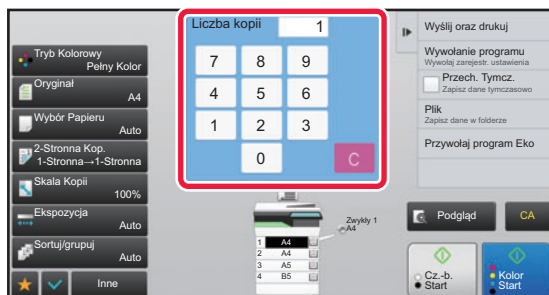 Liczba kopii 1
7 8 9
4 5 6
1 2 3
0 C
Tryb Kolorowy
Pełny Kolor
Oryginał
A4
Wybór Papieru
Auto
2-Stronna Kop.
1-Stronna→1-Stronna
Skala Kopii
100%
Ekspozycja
Auto
Sortuj/grupuj
Auto
Inne
Zwykły 1
A4
1 A4
2 A4
3 A5
4 B5
Wyślij oraz drukuj
Wywołanie programu
Wywołaj zarejestr. ustawienia
Przech. Tymcz.
Zapisz dane tymczasowo
Plik
Zapisz dane w folderze
Przywołaj program Eko
Podgląd
CA
Cz.-b.
Start
Kolor
Start